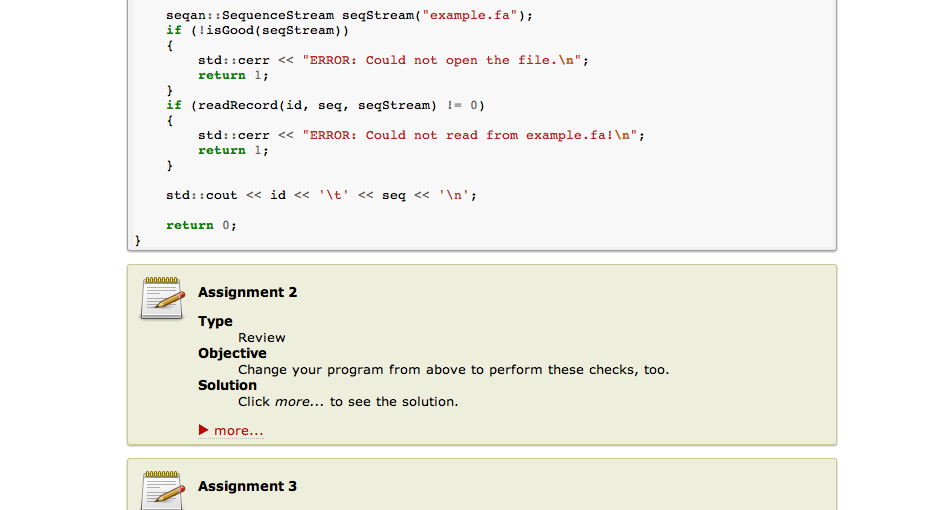 seqan::SequenceStream seqStream("example.fa");
if (!isGood(seqStream))
{
std::cerr << "ERROR: Could not open the file.\n";
return 1;
}
if (readRecord(id, seq, seqStream) != 0)
{
std::cerr << "ERROR: Could not read from example.fa!\n";
return 1;
}
std::cout << id << '\t' << seq << '\n';
return 0;
}
Assignment 2
Type
Review
Objective
Change your program from above to perform these checks, too.
Solution
Click more... to see the solution.
▶ more...
Assignment 3